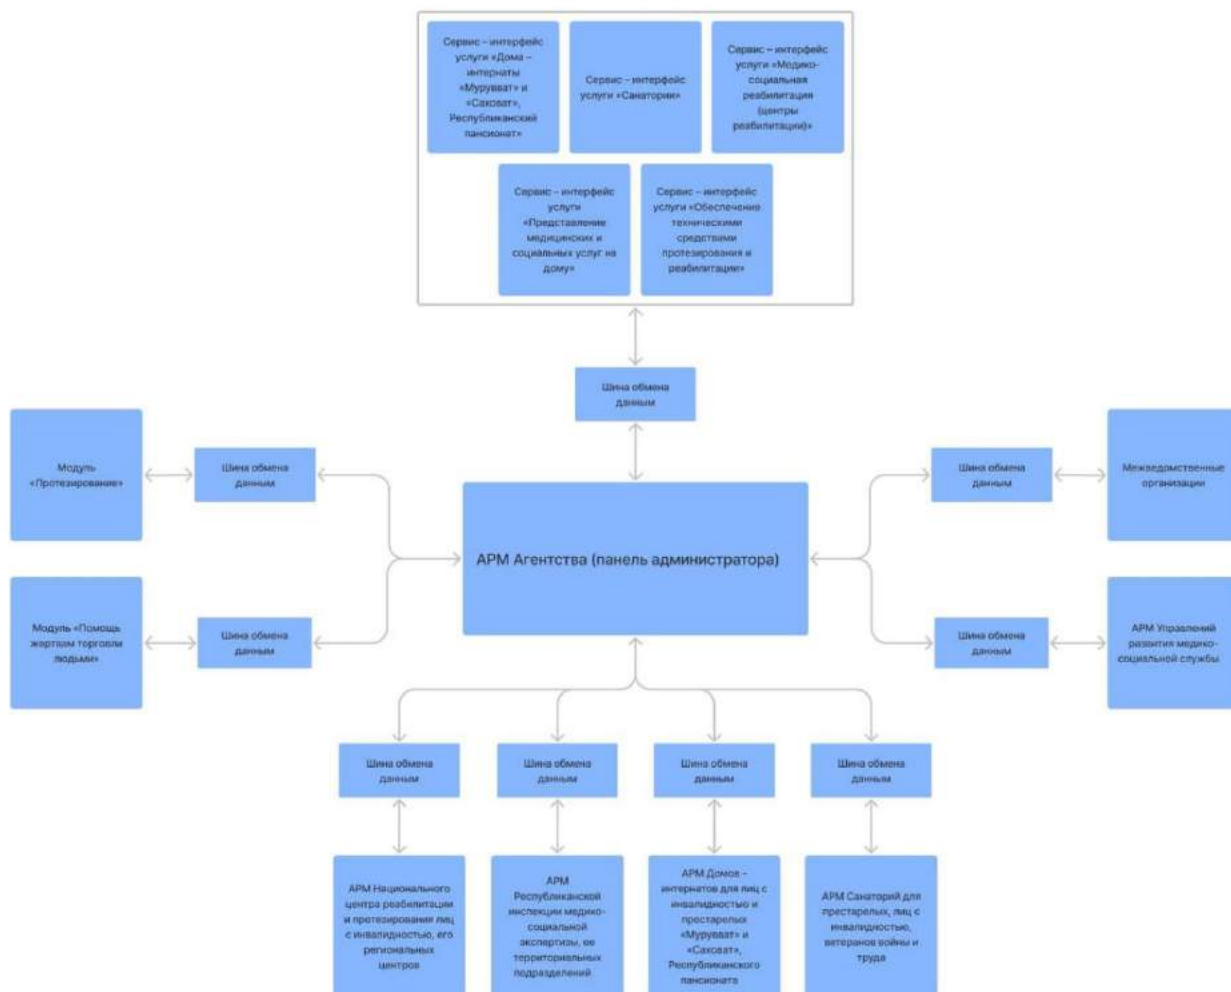 Сервис – интерфейс
услуги «Дома –
интернаты
«Мурувват» и
«Саховат»,
Республиканский
пансионат»
Сервис – интерфейс
услуги «Санатории»
Сервис – интерфейс
услуги «Медико-
социальная
реабилитация
(центры
реабилитации)»
Сервис – интерфейс
услуги
«Представление
медицинских и
социальных услуг на
дому»
Сервис – интерфейс
услуги «Обеспечение
техническими
средствами
протезирования и
реабилитации»
Шина обмена
данным
Модуль
«Протезирование»
Шина обмена
данным
Шина обмена
данным
Межведомственные
организации
АРМ Агентства (панель администратора)
Модуль «Помощь
жертвам торговли
людьми»
Шина обмена
данным
Шина обмена
данным
АРМ Управлений
развития медико-
социальной службы
Шина обмена
данным
Шина обмена
данным
Шина обмена
данным
Шина обмена
данным
АРМ Национального
центра реабилитации
и протезирования лиц
с инвалидностью, его
региональных
центров
АРМ
Республиканской
инспекции медико-
социальной
экспертизы, ее
территориальных
подразделений
АРМ Домов –
интернатов для лиц с
инвалидностью и
престарелых
«Мурувват» и
«Саховат»,
Республиканского
пансионата
АРМ Санаторий для
престарелых, лиц с
инвалидностью,
ветеранов войны и
труда